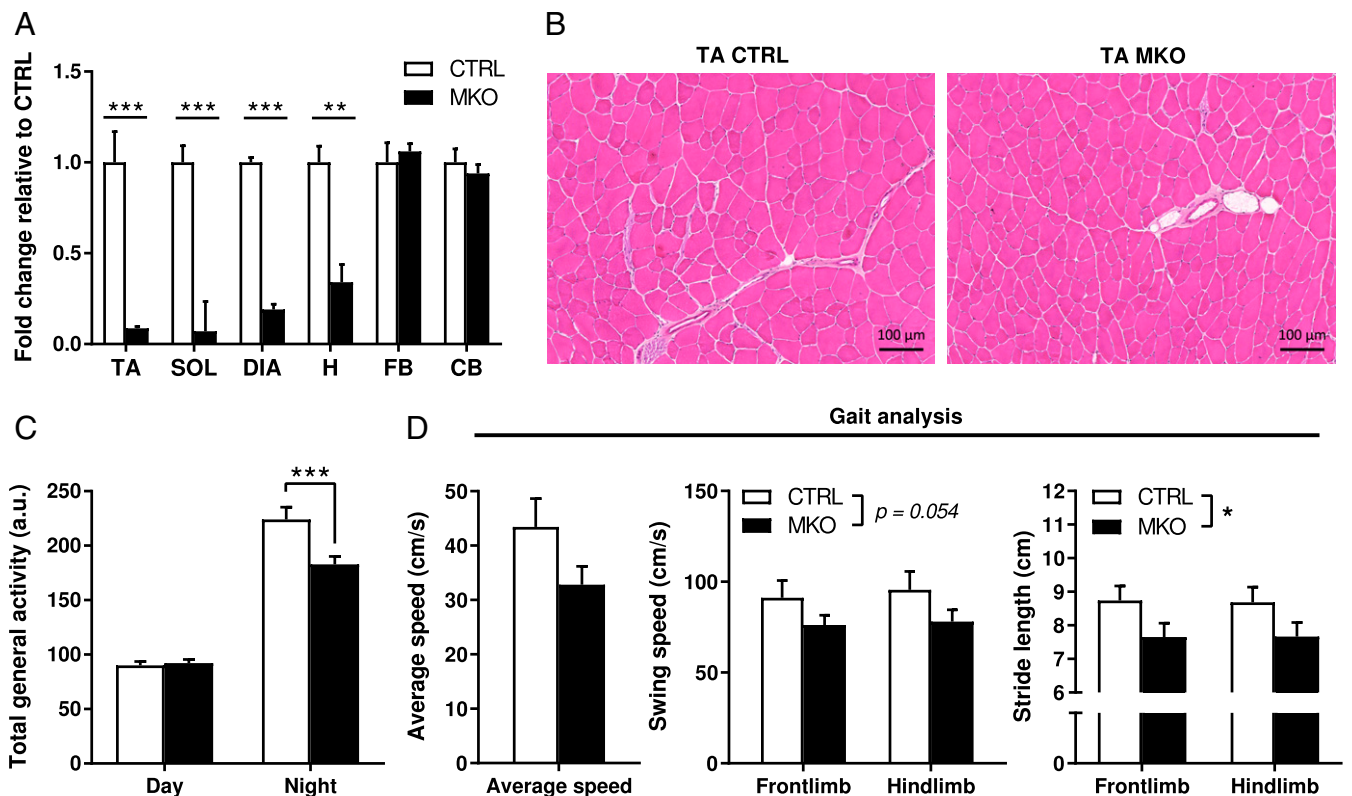 A
Fold change relative to CTRL
1.5
1.0
0.5
0.0
CTRL
MKO
*** *** *** **
TA SOL DIA H FB CB
B
TA CTRL
TA MKO
100 µm
100 µm
C
Total general activity (a.u.)
250
200
150
100
50
0
***
Day Night
D
Gait analysis
Average speed (cm/s)
50
40
30
20
10
0
Average speed
Swing speed (cm/s)
150
100
50
0
CTRL
MKO
p = 0.054
Frontlimb Hindlimb
Stride length (cm)
12
11
10
9
8
7
6
0
CTRL
MKO
*
Frontlimb Hindlimb